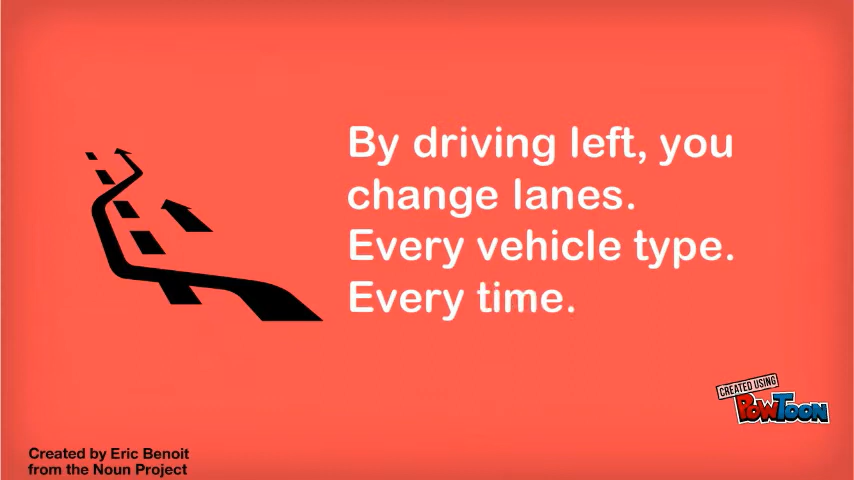 By driving left, you
change lanes.
Every vehicle type.
Every time.
CREATED USING
POWTOON
Created by Eric Benoit
from the Noun Project